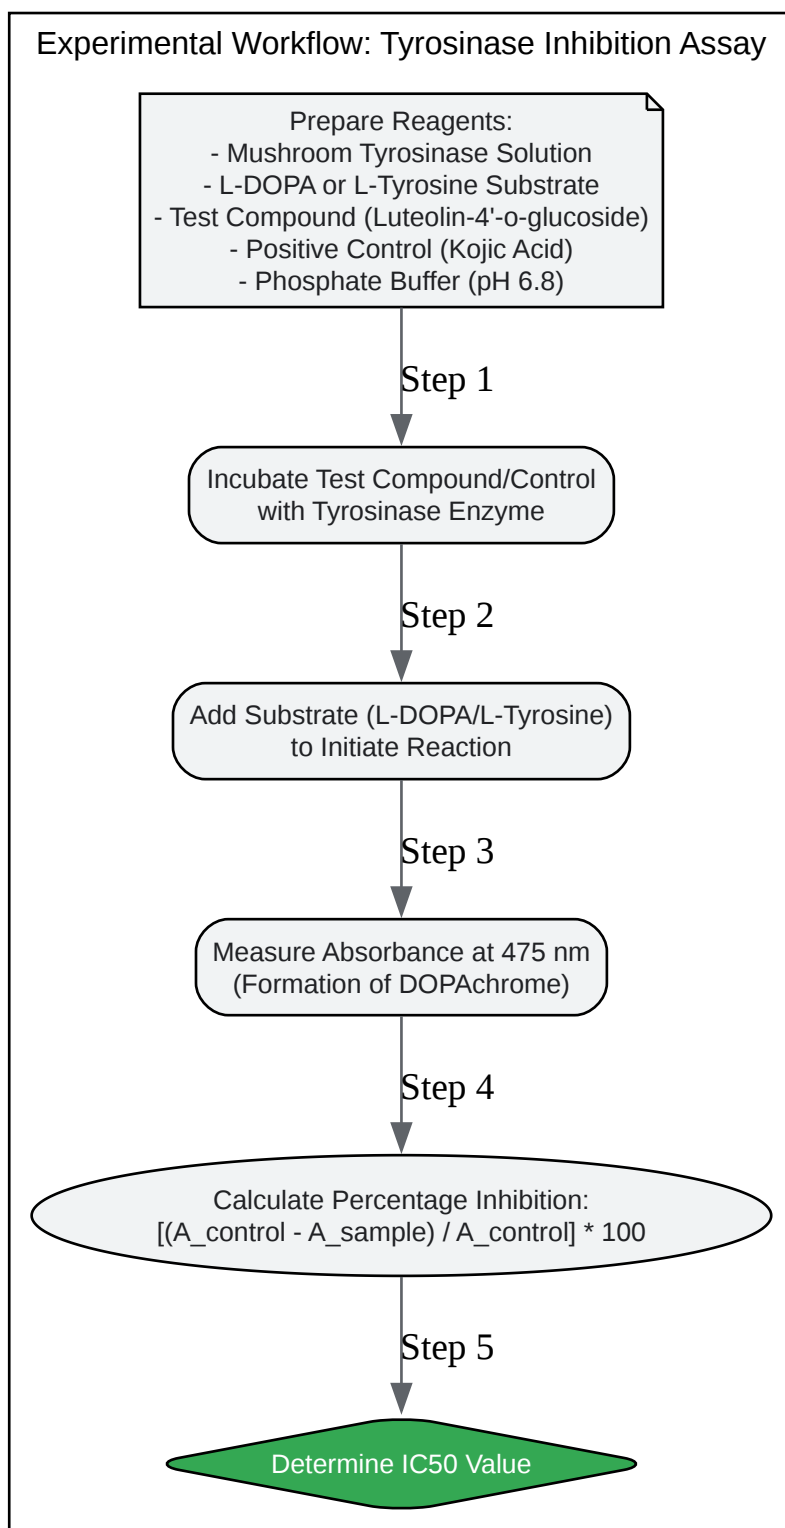 Experimental Workflow: Tyrosinase Inhibition Assay
Prepare Reagents:
- Mushroom Tyrosinase Solution
- L-DOPA or L-Tyrosine Substrate
- Test Compound (Luteolin-4'-o-glucoside)
- Positive Control (Kojic Acid)
- Phosphate Buffer (pH 6.8)
Step 1
Incubate Test Compound/Control
with Tyrosinase Enzyme
Step 2
Add Substrate (L-DOPA/L-Tyrosine)
to Initiate Reaction
Step 3
Measure Absorbance at 475 nm
(Formation of DOPAchrome)
Step 4
Calculate Percentage Inhibition:
[(A_control - A_sample) / A_control] * 100
Step 5
Determine IC50 Value